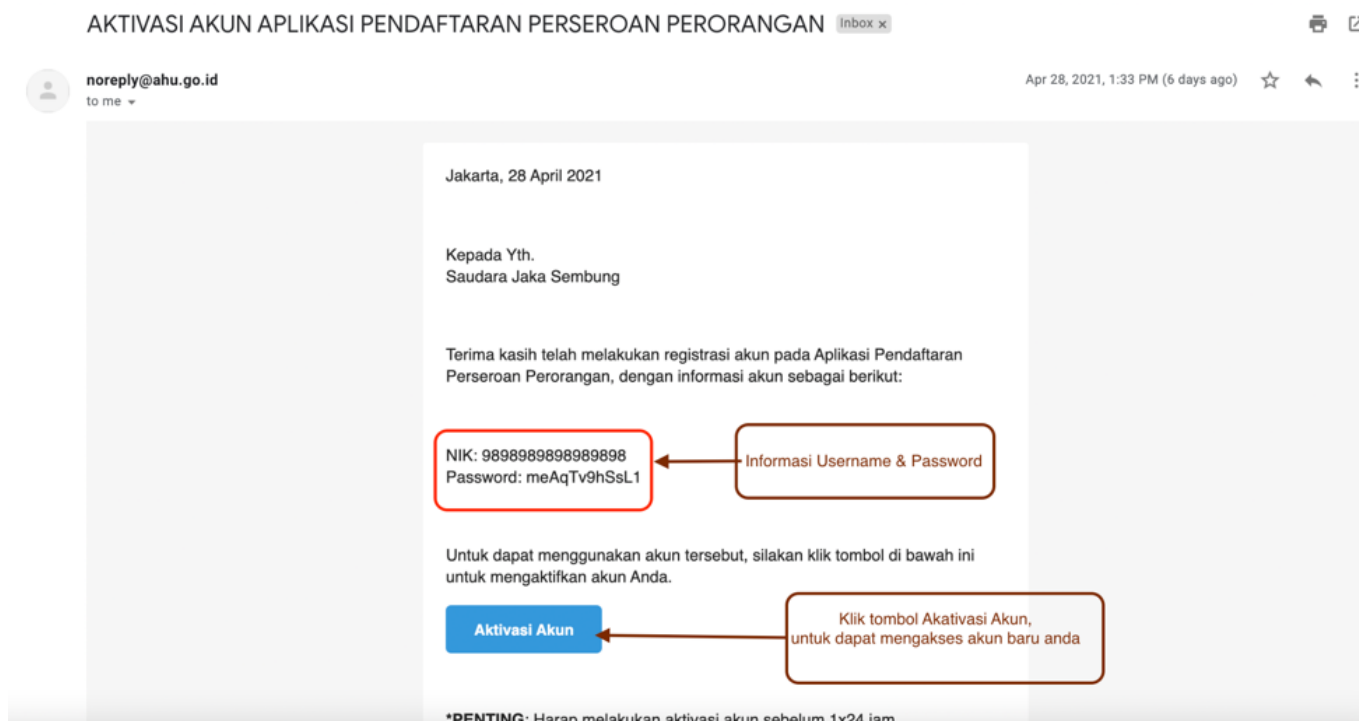 AKTIVASI AKUN APLIKASI PENDAFTARAN PERSEROAN PERORANGAN Inbox x
noreply@ahu.go.id
Apr 28, 2021, 1:33 PM (6 days ago)
to me
Jakarta, 28 April 2021
Kepada Yth.
Saudara Jaka Sembung
Terima kasih telah melakukan registrasi akun pada Aplikasi Pendaftaran
Perseroan Perorangan, dengan informasi akun sebagai berikut:
NIK: 9898989898989898
Password: meAqTv9hSsL1
Informasi Username & Password
Untuk dapat menggunakan akun tersebut, silakan klik tombol di bawah ini
untuk mengaktifkan akun Anda.
Aktivasi Akun
Klik tombol Akativasi Akun,
untuk dapat mengakses akun baru anda
*PENTING: Harap melakukan aktivasi akun sebelum 1x24 jam